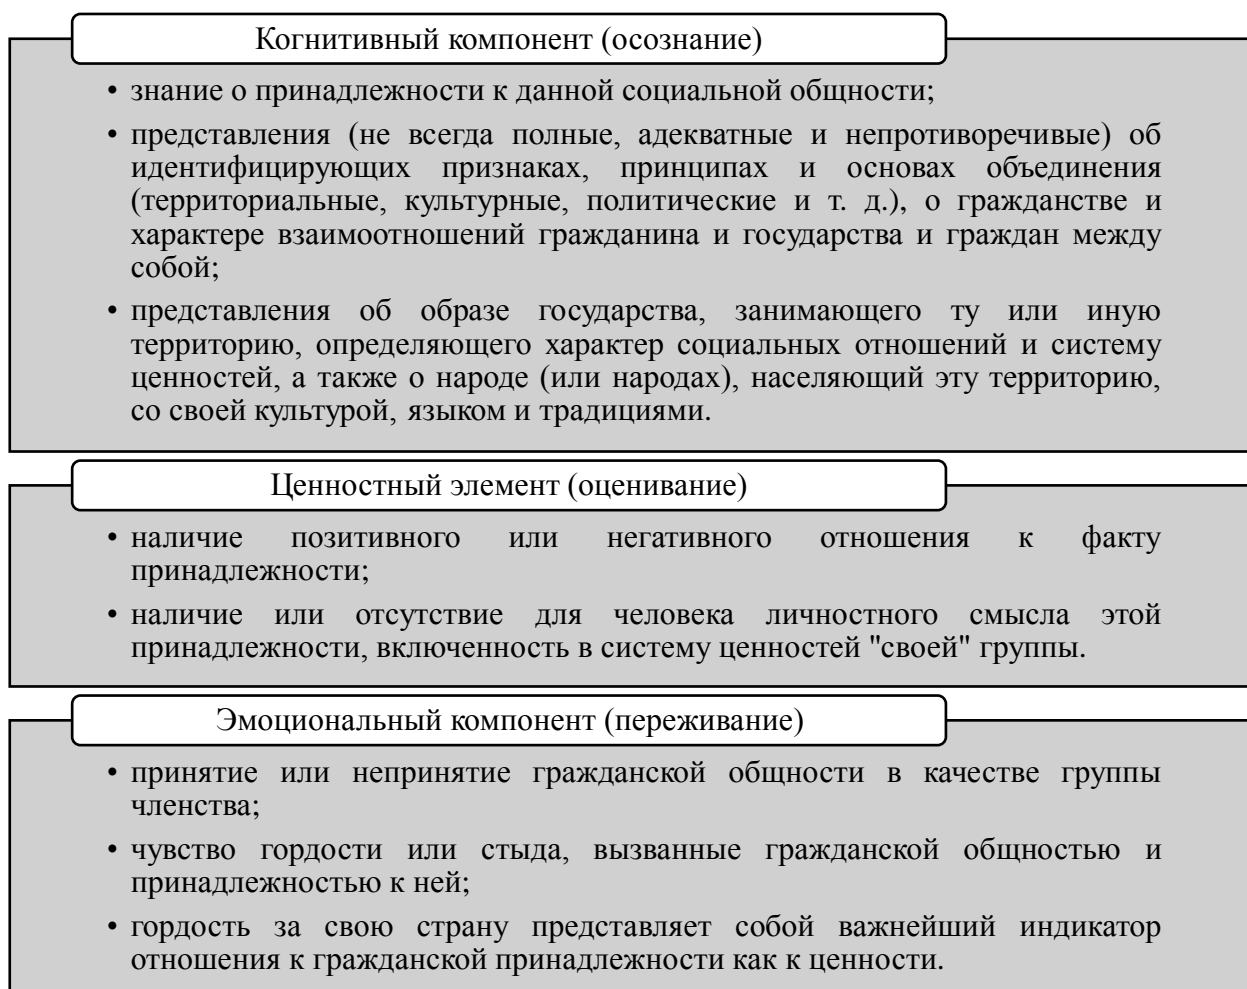 Когнитивный компонент (осознание)
• знание о принадлежности к данной социальной общности;
• представления (не всегда полные, адекватные и непротиворечивые) об
идентифицирующих признаках, принципах и основах объединения
(территориальные, культурные, политические и т. д.), о гражданстве и
характере взаимоотношений гражданина и государства и граждан между
собой;
• представления об образе государства, занимающего ту или иную
территорию, определяющего характер социальных отношений и систему
ценностей, а также о народе (или народах), населяющий эту территорию,
со своей культурой, языком и традициями.
Ценностный элемент (оценивание)
• наличие позитивного или негативного отношения к факту
принадлежности;
• наличие или отсутствие для человека личностного смысла этой
принадлежности, включенность в систему ценностей "своей" группы.
Эмоциональный компонент (переживание)
• принятие или непринятие гражданской общности в качестве группы
членства;
• чувство гордости или стыда, вызванные гражданской общностью и
принадлежностью к ней;
• гордость за свою страну представляет собой важнейший индикатор
отношения к гражданской принадлежности как к ценности.